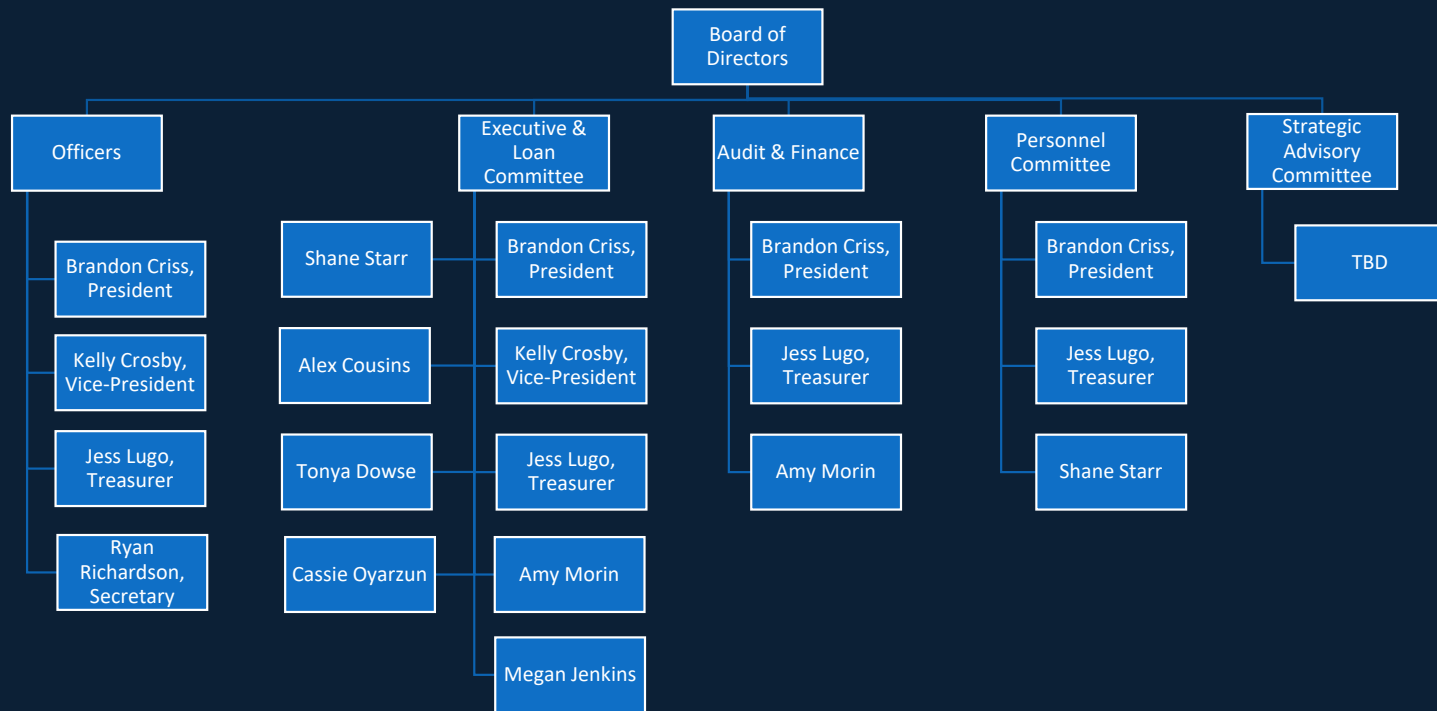 Board of
Directors
Officers
Executive &
Loan
Committee
Audit & Finance
Personnel
Committee
Strategic
Advisory
Committee
Brandon Criss,
President
Kelly Crosby,
Vice-President
Jess Lugo,
Treasurer
Ryan
Richardson,
Secretary
Shane Starr
Alex Cousins
Tonya Dowse
Cassie Oyarzun
Brandon Criss,
President
Kelly Crosby,
Vice-President
Jess Lugo,
Treasurer
Amy Morin
Megan Jenkins
Brandon Criss,
President
Jess Lugo,
Treasurer
Amy Morin
Brandon Criss,
President
Jess Lugo,
Treasurer
Shane Starr
TBD